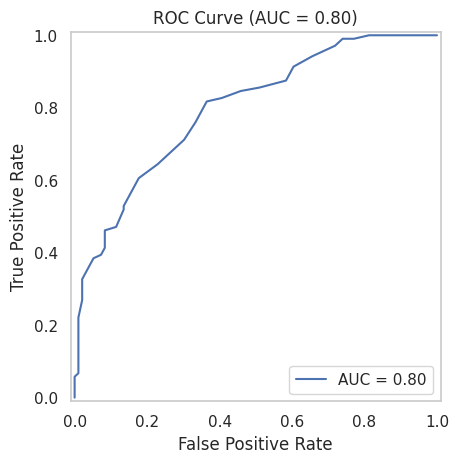 ROC Curve (AUC = 0.80)
True Positive Rate
1.0
0.8
0.6
0.4
0.2
0.0
AUC = 0.80
0.0 0.2 0.4 0.6 0.8 1.0
False Positive Rate